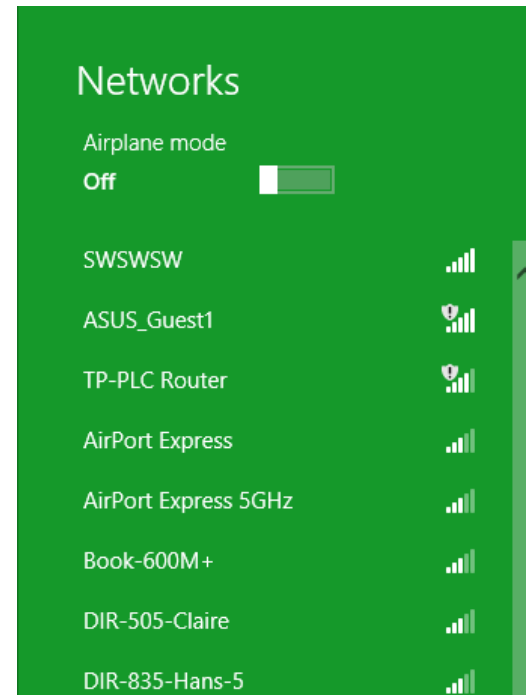 Networks
Airplane mode
Off
SWSWSW
ASUS_Guest1
TP-PLC Router
AirPort Express
AirPort Express 5GHz
Book-600M+
DIR-505-Claire
DIR-835-Hans-5